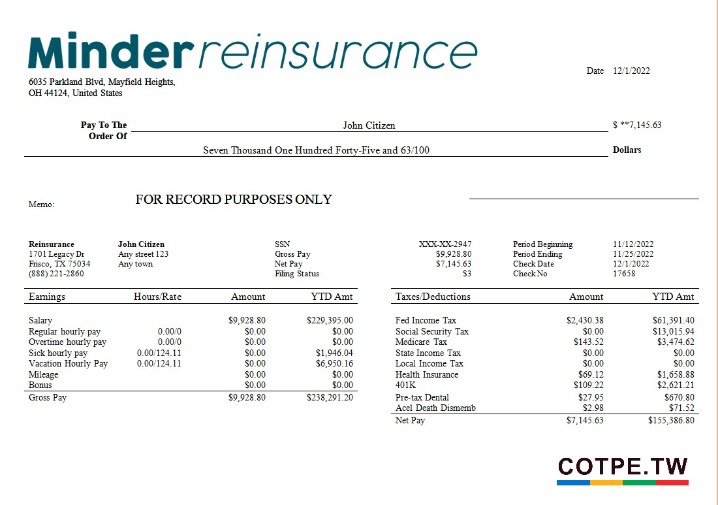 Minder reinsurance
6035 Parkland Blvd, Mayfield Heights,
OH 44124, United States
Date 12/1/2022
Pay To The
Order Of
John Citizen
$ **7,145.63
Seven Thousand One Hundred Forty-Five and 63/100
Dollars
Memo:
FOR RECORD PURPOSES ONLY
Reinsurance John Citizen SSN XXX-XX-2947 Period Beginning 11/12/2022
1701 Legacy Dr Any street 123 Gross Pay $9,928.80 Period Ending 11/25/2022
Frisco, TX 75034 Any town Net Pay $7,145.63 Check Date 12/1/2022
(888) 221-2860 Filing Status $3 Check No 17658
Earnings Hours/Rate Amount YTD Amt
Salary $9,928.80 $229,395.00
Regular hourly pay 0.00/0 $0.00 $0.00
Overtime hourly pay 0.00/0 $0.00 $0.00
Sick hourly pay 0.00/124.11 $0.00 $1,946.04
Vacation Hourly Pay 0.00/124.11 $0.00 $6,950.16
Mileage $0.00 $0.00
Bonus $0.00 $0.00
Gross Pay $9,928.80 $238,291.20
Taxes/Deductions Amount YTD Amt
Fed Income Tax $2,430.38 $61,391.40
Social Security Tax $0.00 $13,015.94
Medicare Tax $143.52 $3,474.62
State Income Tax $0.00 $0.00
Local Income Tax $0.00 $0.00
Health Insurance $69.12 $1,658.88
401K $109.22 $2,621.21
Pre-tax Dental $27.95 $670.80
Acel Death Dismemb $2.98 $71.52
Net Pay $7,145.63 $155,386.80
COTPE.TW